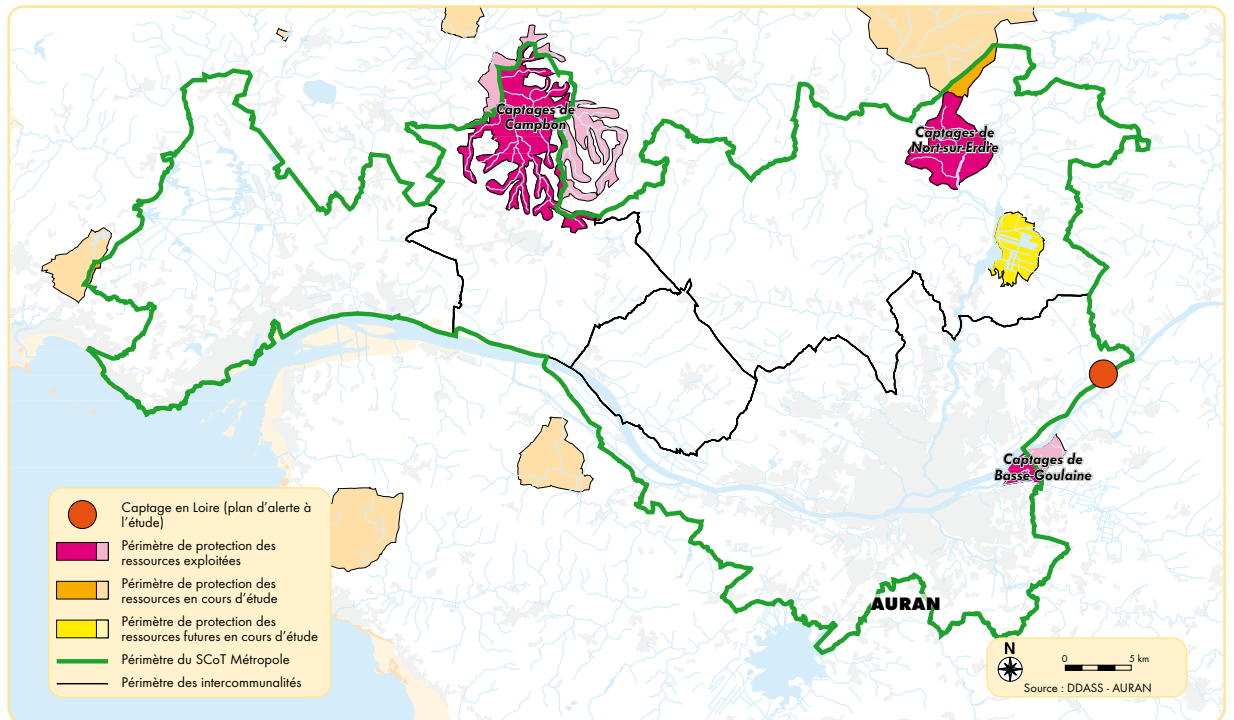 Captages de
Campbon
Captages de
Nort-sur-Erdre
Captages de
Basse-Goulaine
AURAN
Captage en Loire (plan d'alerte à
l'étude)
Périmètre de protection des
ressources exploitées
Périmètre de protection des
ressources en cours d'étude
Périmètre de protection des
ressources futures en cours d'étude
Périmètre du SCoT Métropole
Périmètre des intercommunalités
N
0 5 km
Source : DDASS - AURAN